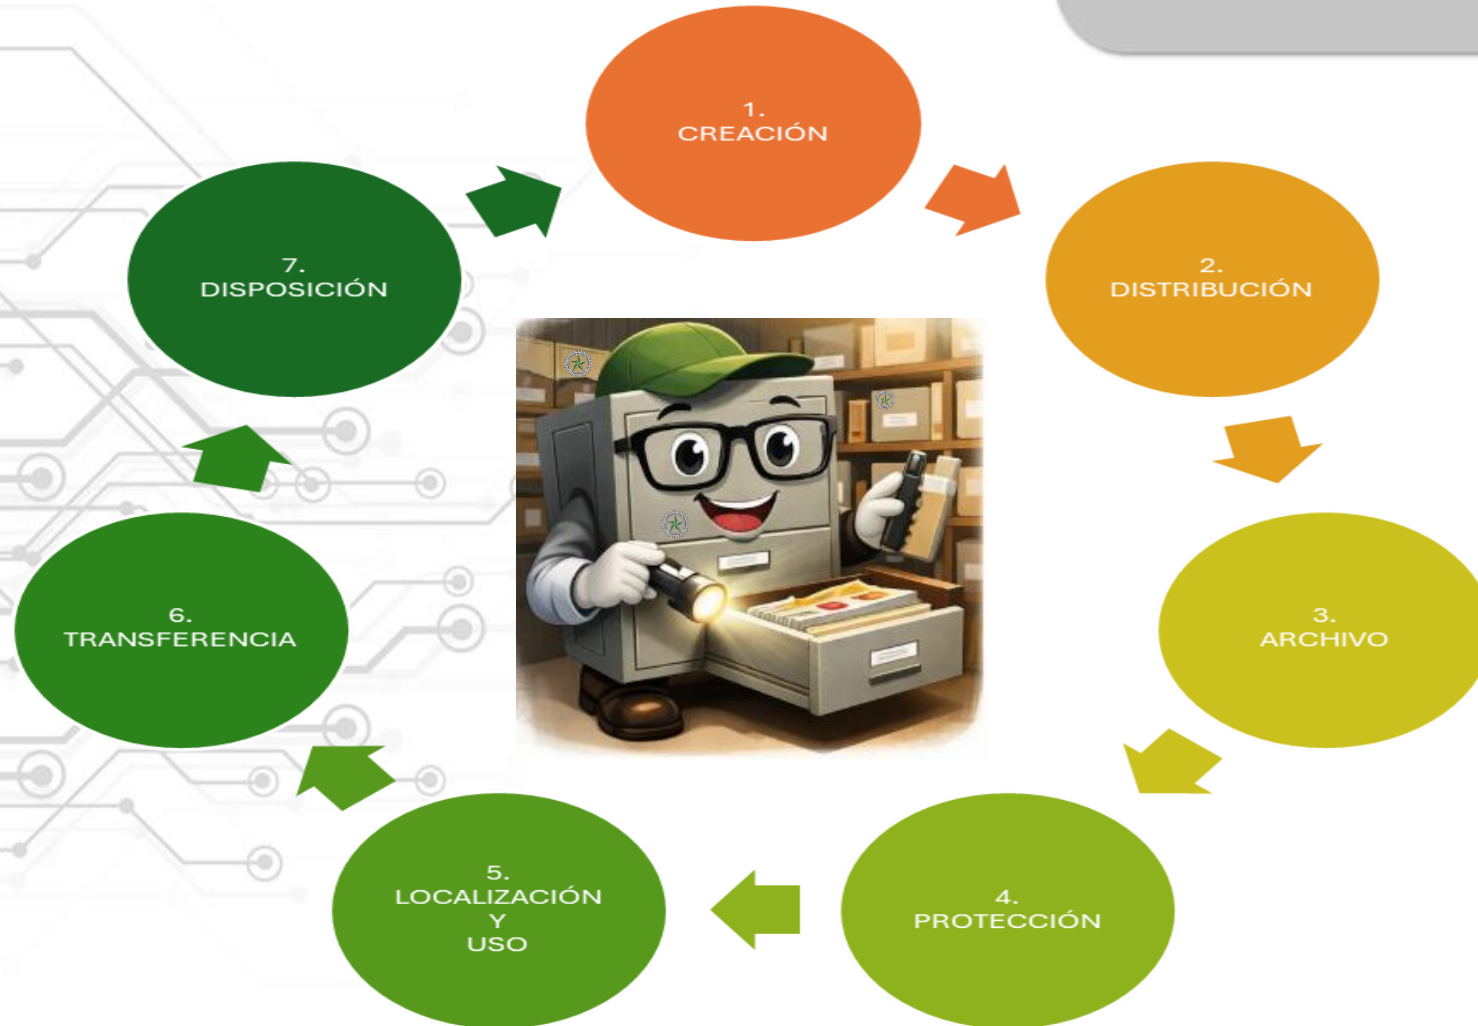 1.
CREACIÓN
2.
DISTRIBUCIÓN
3.
ARCHIVO
4.
PROTECCIÓN
5.
LOCALIZACIÓN
Y
USO
6.
TRANSFERENCIA
7.
DISPOSICIÓN